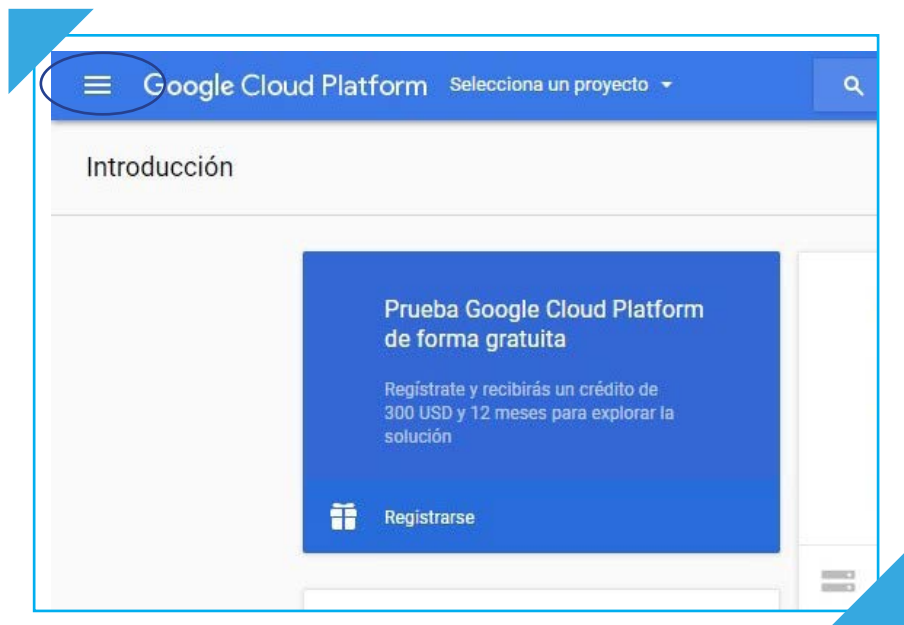 Google Cloud Platform Selecciona un proyecto
Introducción
Prueba Google Cloud Platform
de forma gratuita
Regístrate y recibirás un crédito de
300 USD y 12 meses para explorar la
solución
Registrarse